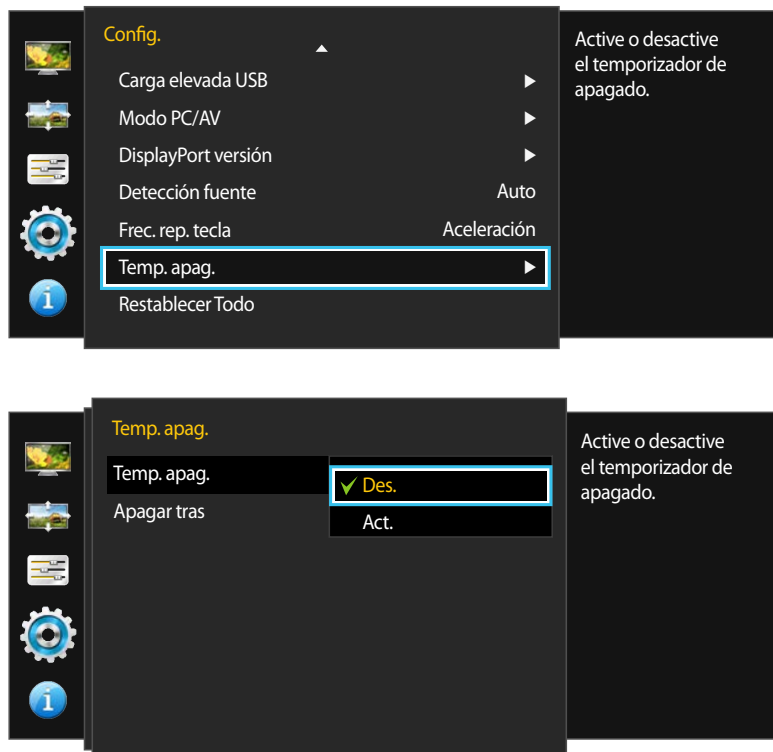 Config.
Carga elevada USB
Modo PC/AV
DisplayPort versión
Detección fuente Auto
Frec. rep. tecla Aceleración
Temp. apag.
Restablecer Todo
Active o desactive
el temporizador de
apagado.
Temp. apag.
Temp. apag. Des.
Apagar tras Act.
Active o desactive
el temporizador de
apagado.